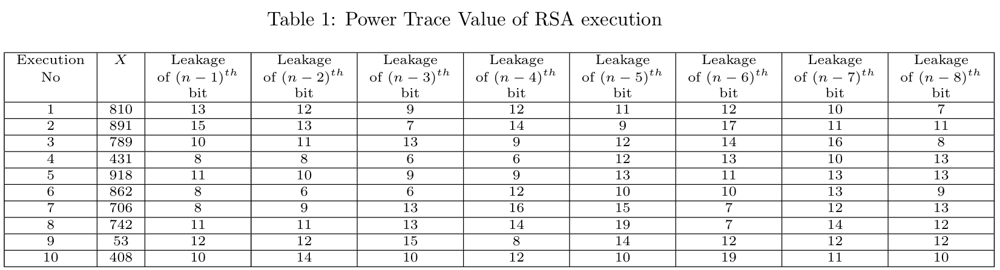 Table 1: Power Trace Value of RSA execution
Execution No X Leakage of (n − 1)^th bit Leakage of (n − 2)^th bit Leakage of (n − 3)^th bit Leakage of (n − 4)^th bit Leakage of (n − 5)^th bit Leakage of (n − 6)^th bit Leakage of (n − 7)^th bit Leakage of (n − 8)^th bit
1 810 13 12 9 12 11 12 10 7
2 891 15 13 7 14 9 17 11 11
3 789 10 11 13 9 12 14 16 8
4 431 8 8 6 6 12 13 10 13
5 918 11 10 9 9 13 11 13 13
6 862 8 6 6 12 10 10 13 9
7 706 8 9 13 16 15 7 12 13
8 742 11 11 13 14 19 7 14 12
9 53 12 12 15 8 14 12 12 12
10 408 10 14 10 12 10 19 11 10